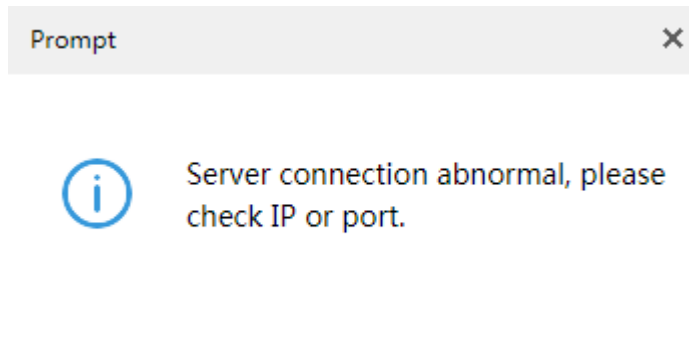 Prompt
Server connection abnormal, please
check IP or port.